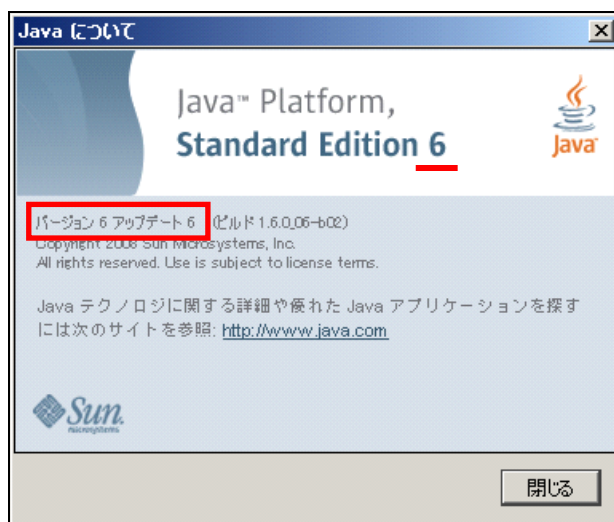 Java について
Java™ Platform,
Standard Edition 6
Java
バージョン 6 アップデート 6 (ビルド 1.6.0_06-b02)
Copyright 2008 Sun Microsystems, Inc.
All rights reserved. Use is subject to license terms.
Java テクノロジに関する詳細や優れた Java アプリケーションを探す
には次のサイトを参照: http://www.java.com
Sun
microsystems
閉じる